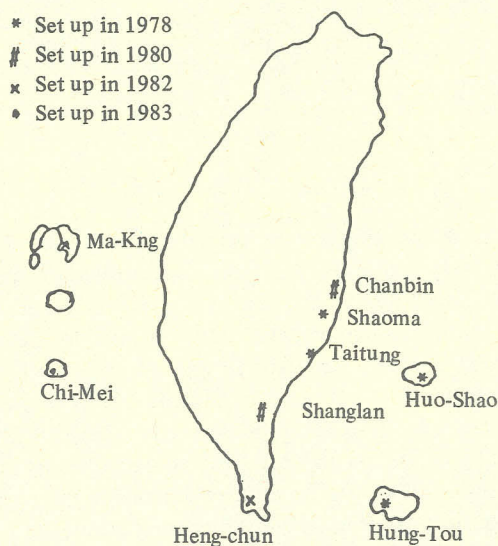 * Set up in 1978
# Set up in 1980
x Set up in 1982
• Set up in 1983
Ma-Kng
Chanbin
Shaoma
Taitung
Chi-Mei
Huo-Shao
Shanglan
Heng-chun
Hung-Tou